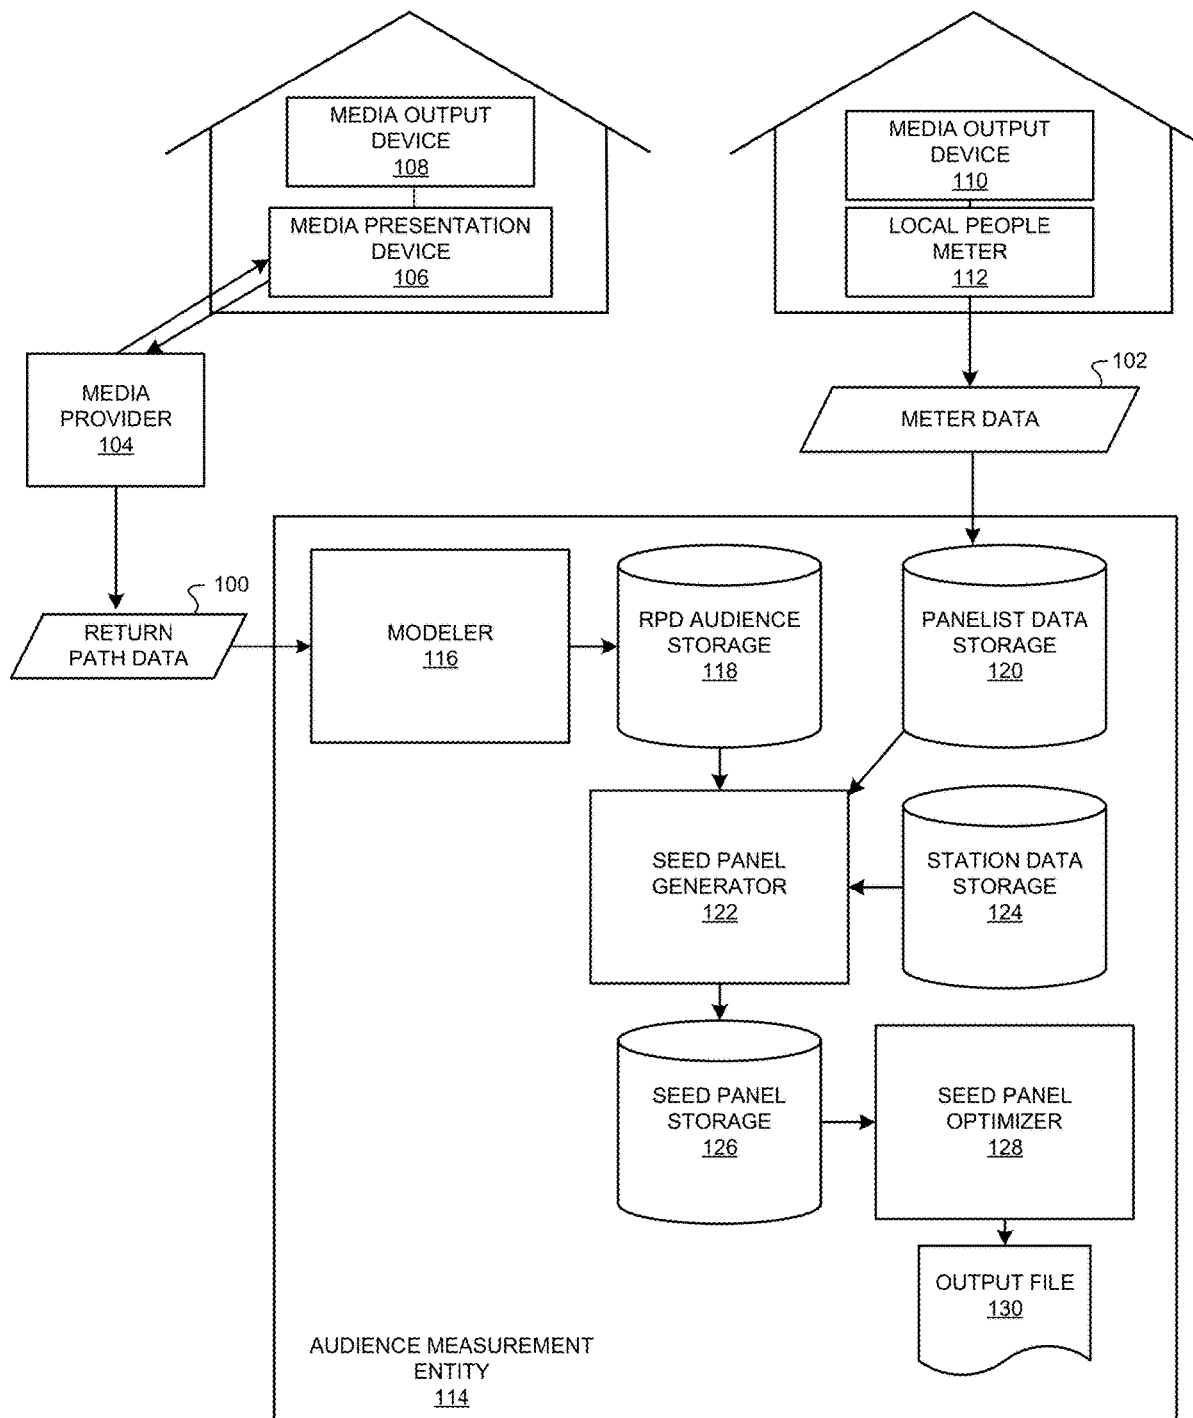 MEDIA OUTPUT
DEVICE
108
MEDIA PRESENTATION
DEVICE
106
MEDIA OUTPUT
DEVICE
110
LOCAL PEOPLE
METER
112
MEDIA
PROVIDER
104
102
METER DATA
100
RETURN
PATH DATA
MODELER
116
RPD AUDIENCE
STORAGE
118
PANELIST DATA
STORAGE
120
SEED PANEL
GENERATOR
122
STATION DATA
STORAGE
124
SEED PANEL
STORAGE
126
SEED PANEL
OPTIMIZER
128
OUTPUT FILE
130
AUDIENCE MEASUREMENT
ENTITY
114